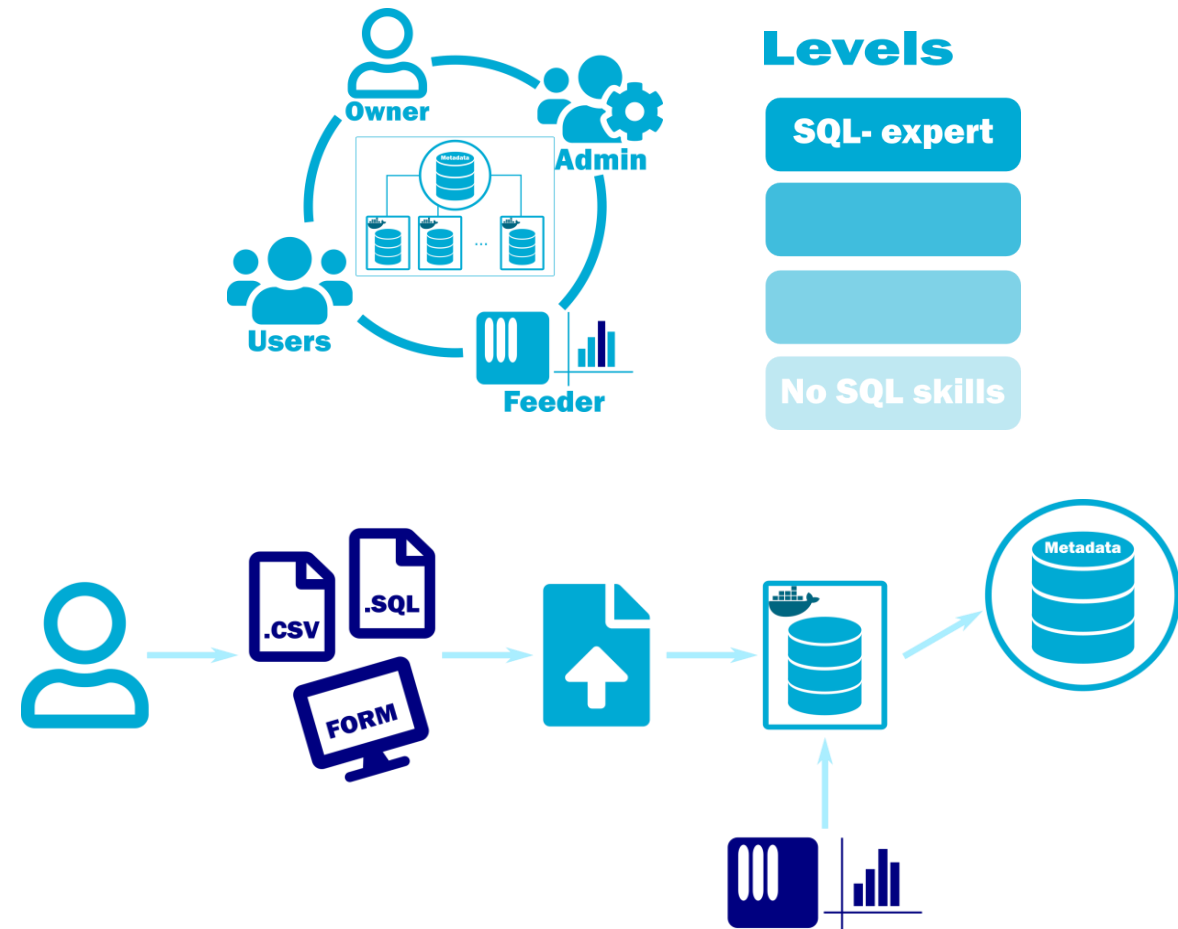 Levels
Owner
SQL- expert
Metadata
Admin
...
Users
No SQL skills
Feeder
Metadata
.SQL
.CSV
FORM